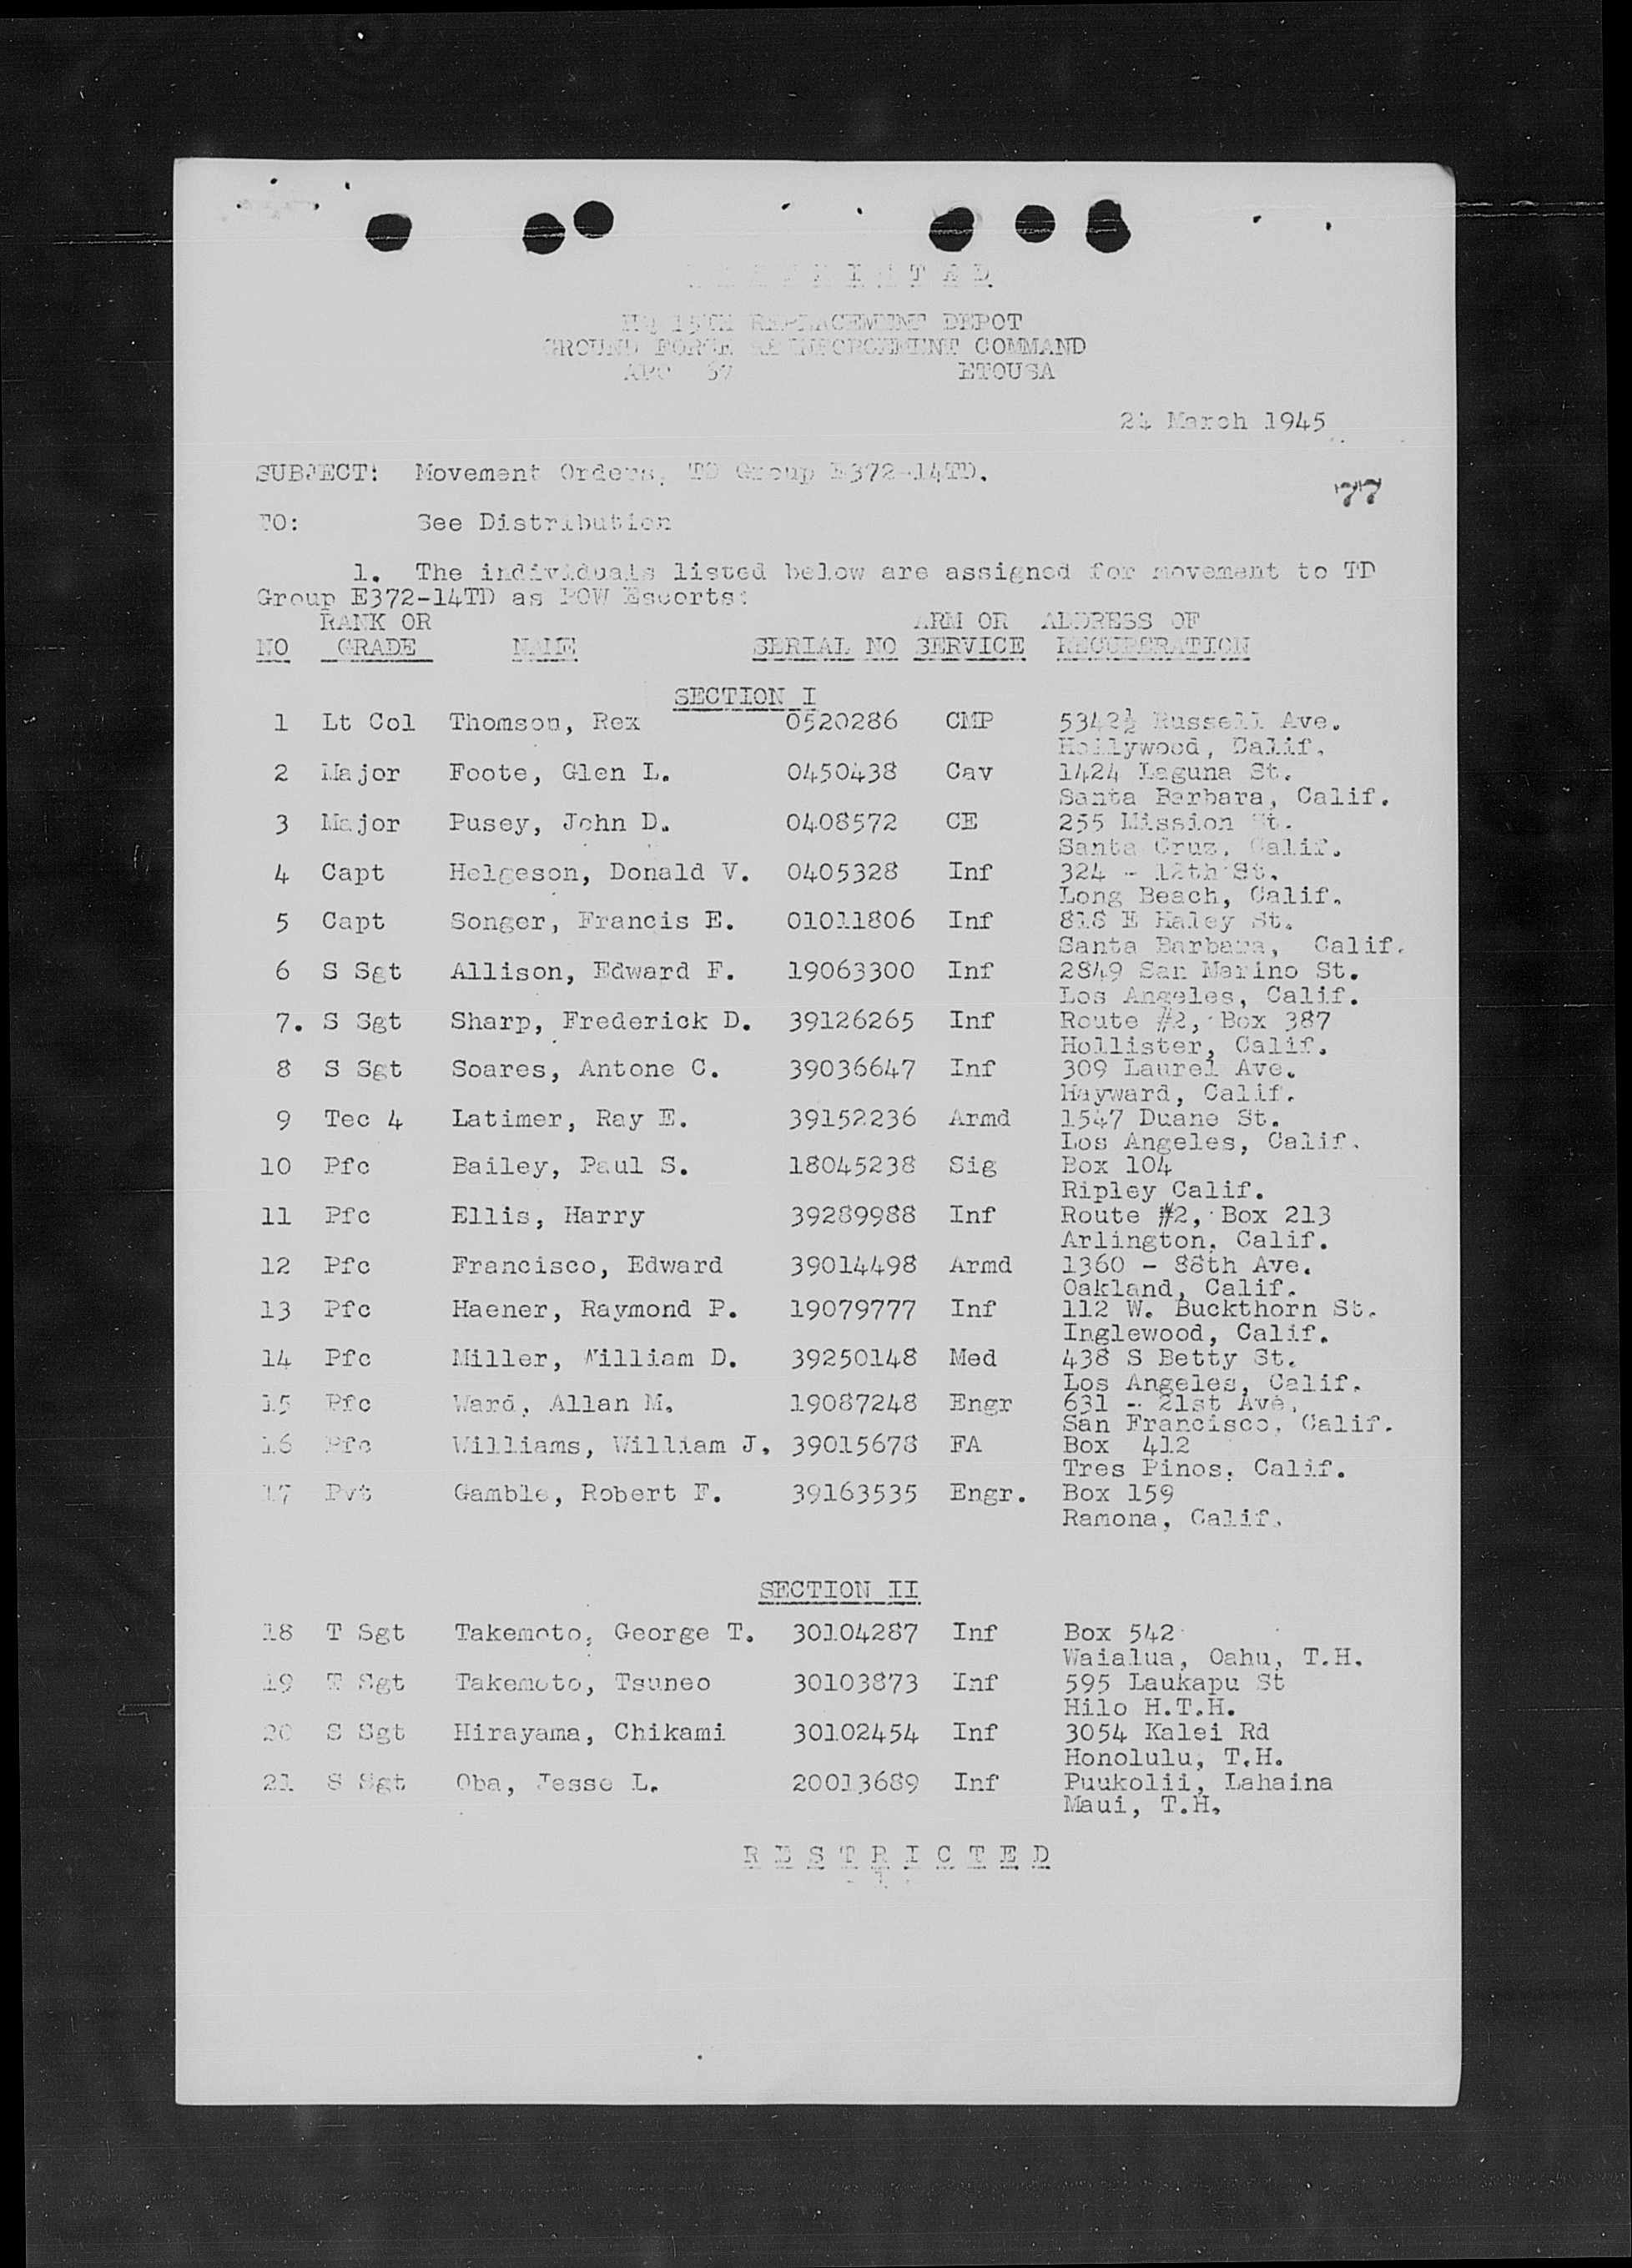 HQ 15TH REPLACEMENT DEPOT
GROUND FORCE REINFORCEMENT COMMAND
APO ETOUSA
24 March 1945
SUBJECT: Movement Orders, TD Group E372-14TD.
77
TO: See Distribution
1. The individuals listed below are assigned for movement to TD
Group E372-14TD as POW Escorts:
RANK OR ARM OR ADDRESS OF
NO GRADE NAME SERIAL NO SERVICE RECUPERATION
SECTION I
1 Lt Col Thomson, Rex 0520286 CMP 5342½ Russell Ave.
Hollywood, Calif.
2 Major Foote, Glen L. 0450438 Cav 1424 Laguna St.
Santa Barbara, Calif.
3 Major Pusey, John D. 0408572 CE 255 Mission St.
Santa Cruz, Calif.
4 Capt Helgeson, Donald V. 0405328 Inf 324 - 12th St.
Long Beach, Calif.
5 Capt Songer, Francis E. 01011806 Inf 818 E Haley St.
Santa Barbara, Calif.
6 S Sgt Allison, Edward F. 19063300 Inf 2849 San Marino St.
Los Angeles, Calif.
7. S Sgt Sharp, Frederick D. 39126265 Inf Route #2, Box 387
Hollister, Calif.
8 S Sgt Soares, Antone C. 39036647 Inf 309 Laurel Ave.
Hayward, Calif.
9 Tec 4 Latimer, Ray E. 39152236 Armd 1547 Duane St.
Los Angeles, Calif.
10 Pfc Bailey, Paul S. 18045238 Sig Box 104
Ripley Calif.
11 Pfc Ellis, Harry 39289988 Inf Route #2, Box 213
Arlington, Calif.
12 Pfc Francisco, Edward 39014498 Armd 1360 - 88th Ave.
Oakland, Calif.
13 Pfc Haener, Raymond P. 19079777 Inf 112 W. Buckthorn St.
Inglewood, Calif.
14 Pfc Miller, William D. 39250148 Med 438 S Betty St.
Los Angeles, Calif.
15 Pfc Ward, Allan M. 19087248 Engr 631 - 21st Ave.
San Francisco, Calif.
16 Pfc Williams, William J. 39015678 FA Box 412
Tres Pinos, Calif.
17 Pvt Gamble, Robert F. 39163535 Engr. Box 159
Ramona, Calif.
SECTION II
18 T Sgt Takemoto, George T. 30104287 Inf Box 542
Waialua, Oahu, T.H.
19 T Sgt Takemoto, Tsuneo 30103873 Inf 595 Laukapu St
Hilo H.T.H.
20 S Sgt Hirayama, Chikami 30102454 Inf 3054 Kalei Rd
Honolulu, T.H.
21 S Sgt Oba, Jesse L. 20013689 Inf Puukolii, Lahaina
Maui, T.H.
R E S T R I C T E D
- 1 -